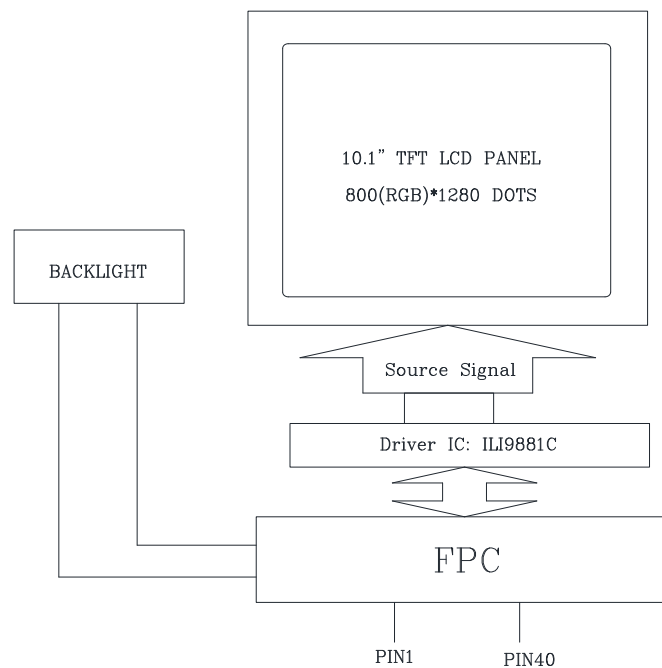 10.1” TFT LCD PANEL
800(RGB)*1280 DOTS
BACKLIGHT
Source Signal
Driver IC: ILI9881C
FPC
PIN1
PIN40